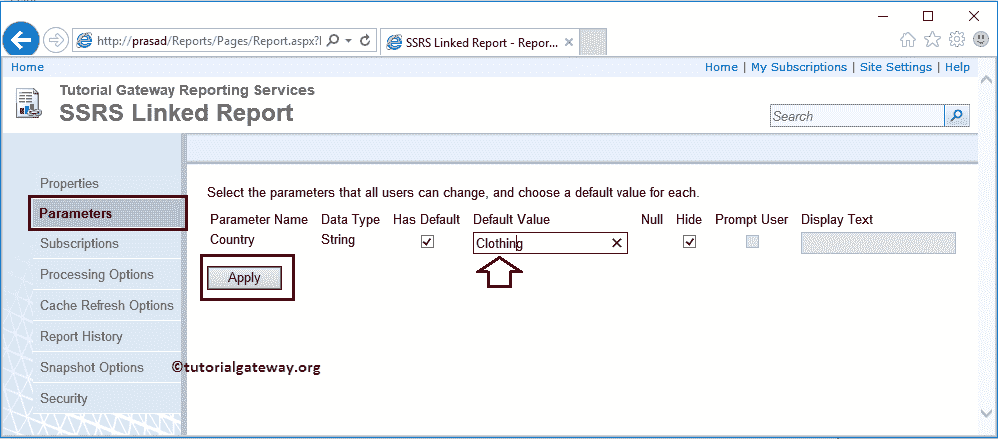 http://prasad/Reports/Pages/Report.aspx?I
SSRS Linked Report - Repor...
Home
Home | My Subscriptions | Site Settings | Help
Tutorial Gateway Reporting Services
SSRS Linked Report
Search
Properties
Parameters
Subscriptions
Processing Options
Cache Refresh Options
Report History
Snapshot Options
Security
Select the parameters that all users can change, and choose a default value for each.
Parameter Name Data Type Has Default Default Value Null Hide Prompt User Display Text
Country String Clothing
Apply
©tutorialgateway.org